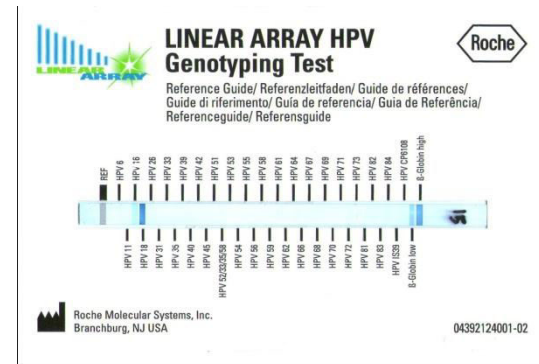 LINEAR ARRAY
LINEAR ARRAY HPV
Genotyping Test
Roche
Reference Guide/ Referenzleitfaden/ Guide de références/
Guide di riferimento/ Guía de referencia/ Guia de Referência/
Referenceguide/ Referensguide
REF
HPV 6
HPV 16
HPV 26
HPV 33
HPV 39
HPV 42
HPV 51
HPV 53
HPV 55
HPV 58
HPV 61
HPV 64
HPV 67
HPV 69
HPV 71
HPV 73
HPV 82
HPV 84
HPV CP6108
ß-Globin high
15
HPV 11
HPV 18
HPV 31
HPV 35
HPV 40
HPV 45
HPV 52/33/35/58
HPV 54
HPV 56
HPV 59
HPV 62
HPV 66
HPV 68
HPV 70
HPV 72
HPV 81
HPV 83
HPV IS39
ß-Globin low
Roche Molecular Systems, Inc.
Branchburg, NJ USA
04392124001-02